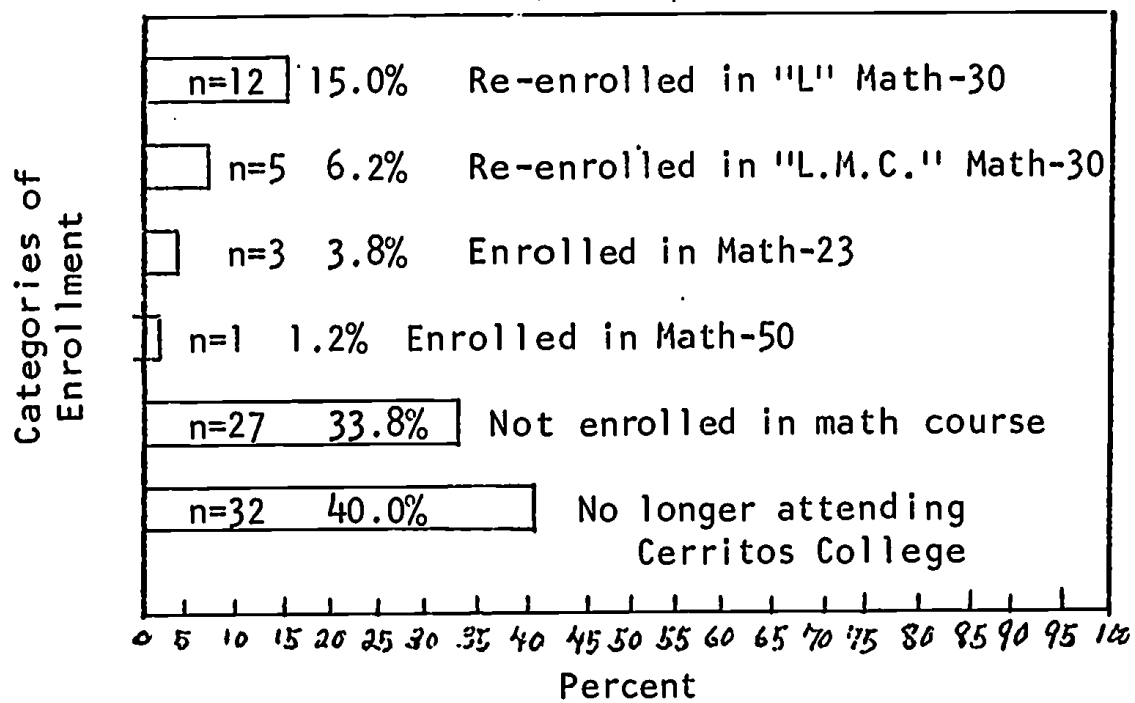 n=12 15.0% Re-enrolled in "L" Math-30
n=5 6.2% Re-enrolled in "L.M.C." Math-30
n=3 3.8% Enrolled in Math-23
n=1 1.2% Enrolled in Math-50
n=27 33.8% Not enrolled in math course
n=32 40.0% No longer attending
Cerritos College
Categories of
Enrollment
0 5 10 15 20 25 30 35 40 45 50 55 60 65 70 75 80 85 90 95 100
Percent